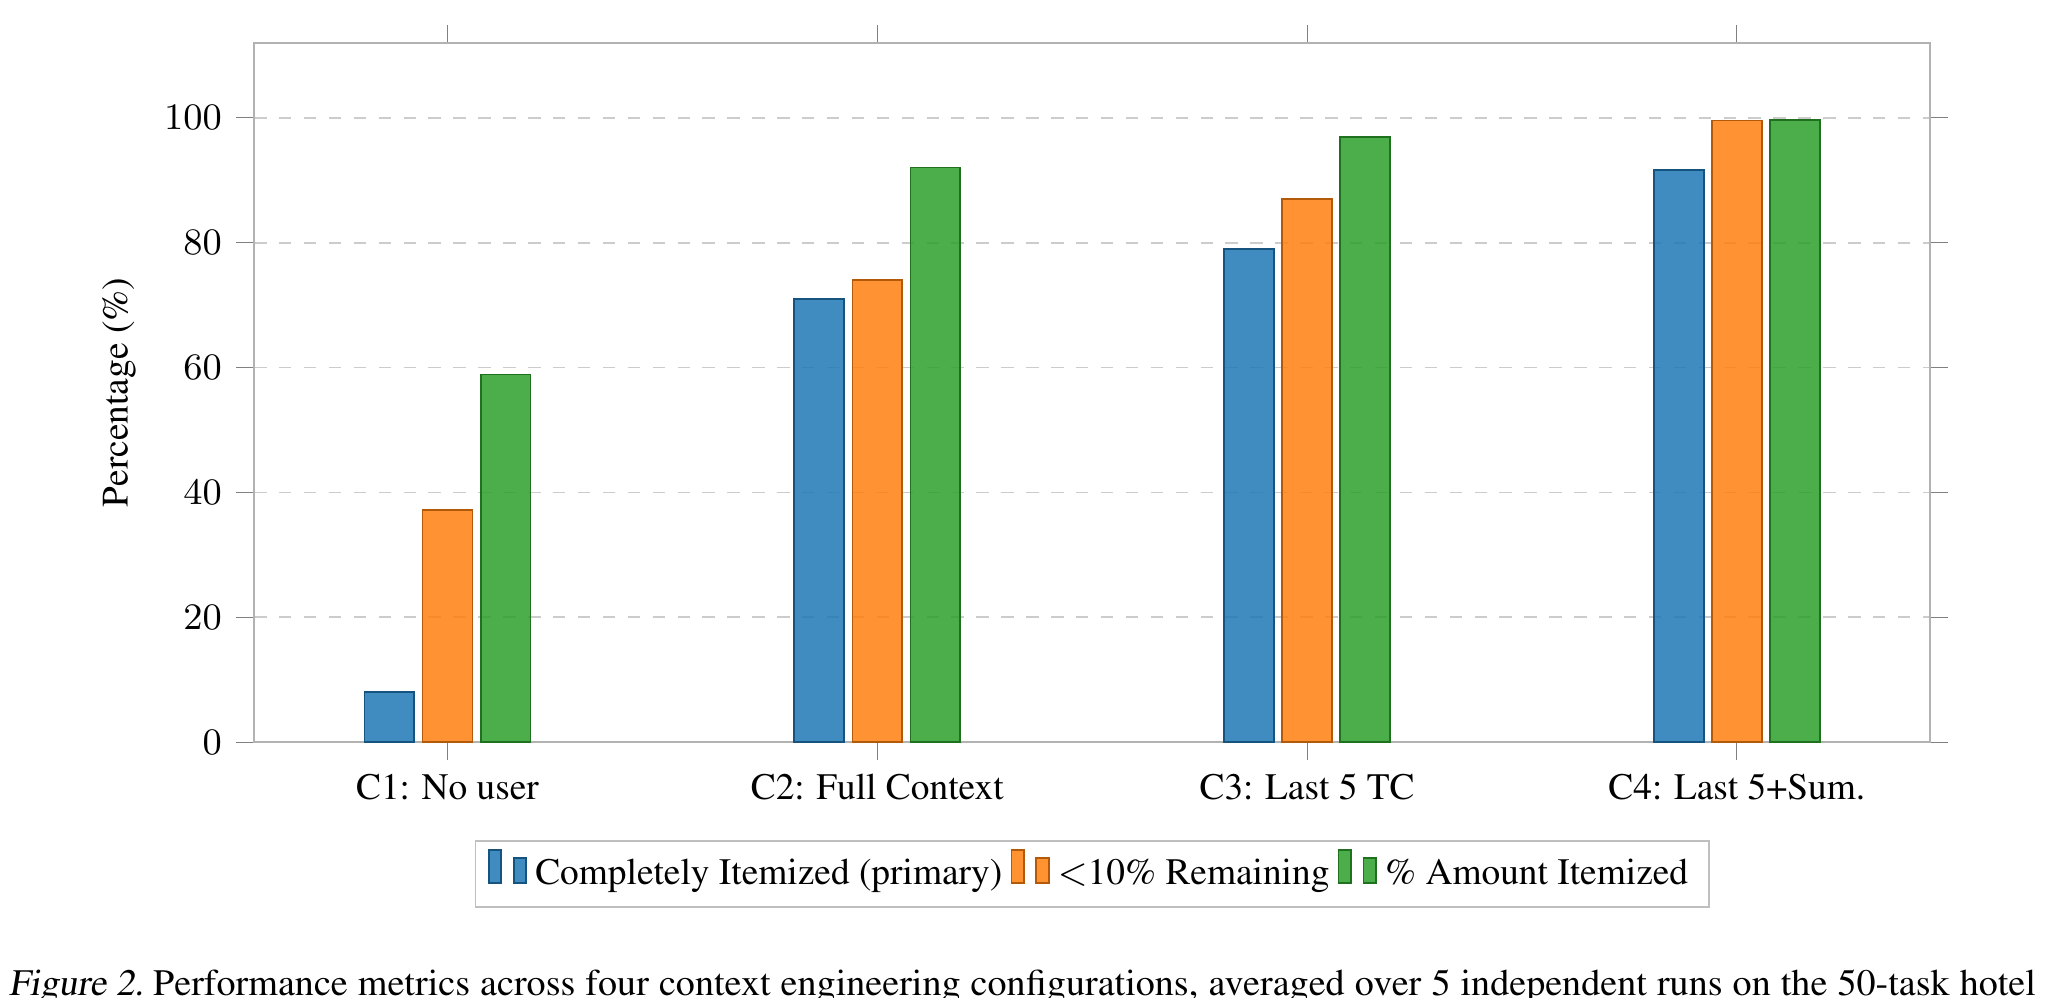 100
80
60
40
20
0
Percentage (%)
C1: No user
C2: Full Context
C3: Last 5 TC
C4: Last 5+Sum.
Completely Itemized (primary) <10% Remaining % Amount Itemized
Figure 2. Performance metrics across four context engineering configurations, averaged over 5 independent runs on the 50-task hotel